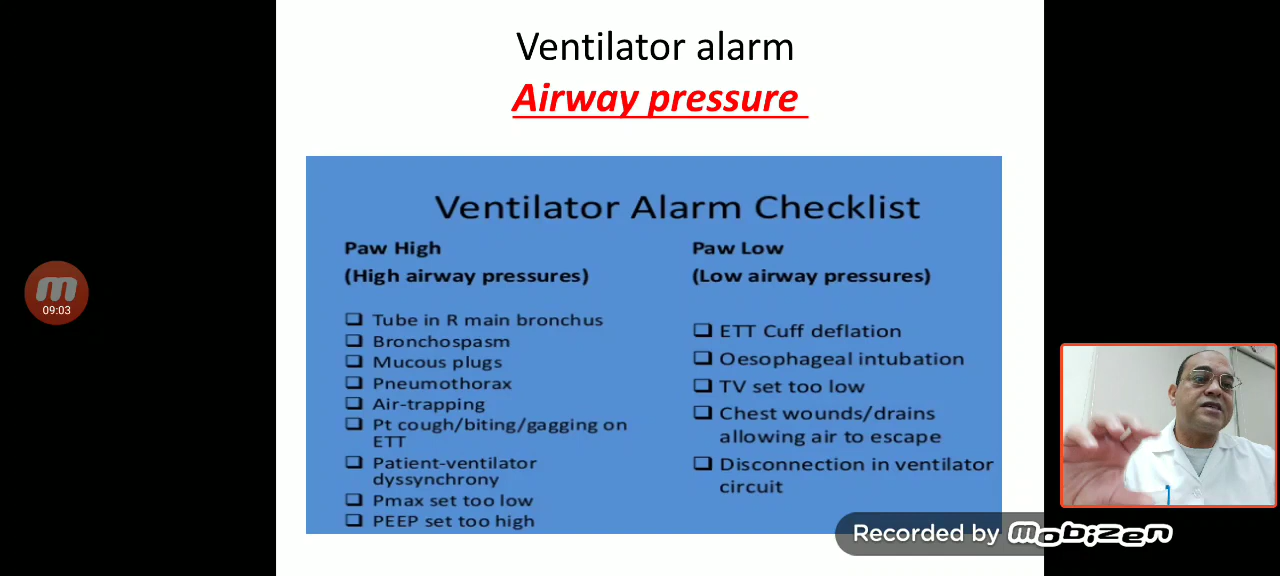 Ventilator alarm
Airway pressure
Ventilator Alarm Checklist
Paw High
(High airway pressures)
Tube in R main bronchus
Bronchospasm
Mucous plugs
Pneumothorax
Air-trapping
Pt cough/biting/gagging on
ETT
Patient-ventilator
dyssynchrony
Pmax set too low
PEEP set too high
Paw Low
(Low airway pressures)
ETT Cuff deflation
Oesophageal intubation
TV set too low
Chest wounds/drains
allowing air to escape
Disconnection in ventilator
circuit
09:03
Recorded by mobizen